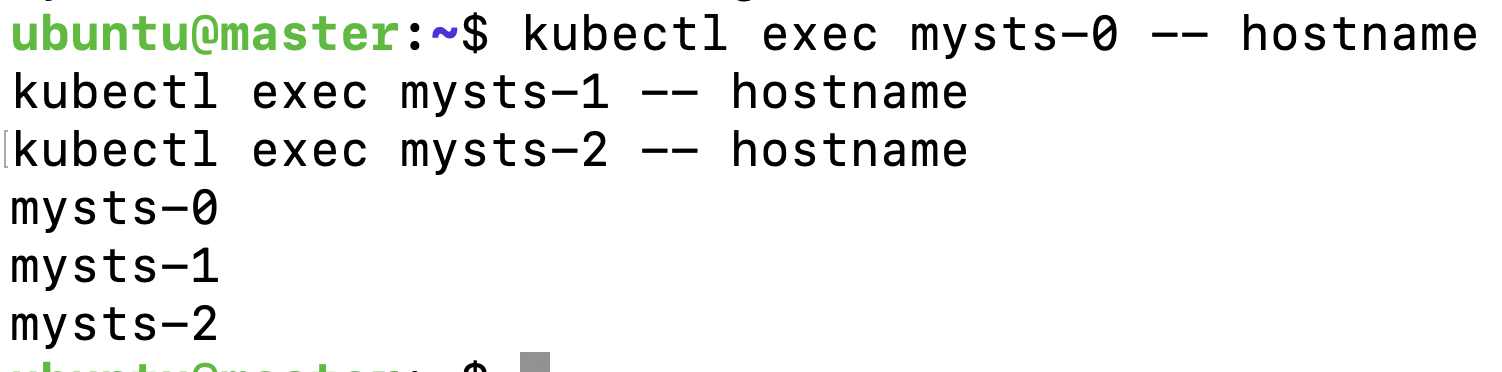 ubuntu@master:~$ kubectl exec mysts-0 -- hostname
kubectl exec mysts-1 -- hostname
kubectl exec mysts-2 -- hostname
mysts-0
mysts-1
mysts-2